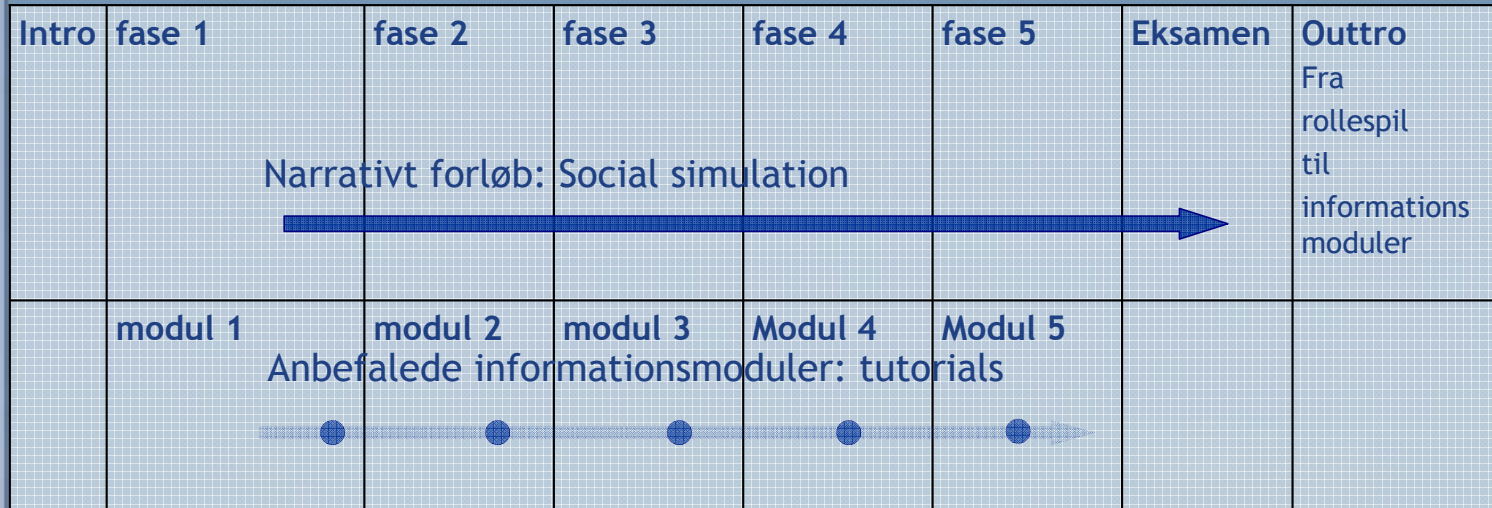 Intro
fase 1
fase 2
fase 3
fase 4
fase 5
Eksamen
Outtro
Fra
rollespil
til
informations
moduler
Narrativt forløb: Social simulation
modul 1
modul 2
modul 3
Modul 4
Modul 5
Anbefalede informationsmoduler: tutorials